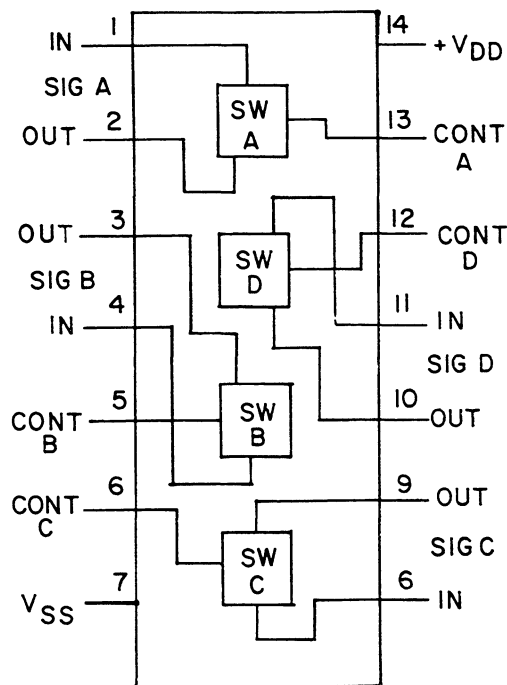 IN 1
SIG A
OUT 2
OUT 3
SIG B
IN 4
CONT B 5
CONT C 6
VSS 7
SW A
SW D
SW B
SW C
14 +VDD
13 CONT A
12 CONT D
11 IN
SIG D
10 OUT
9 OUT
SIG C
6 IN